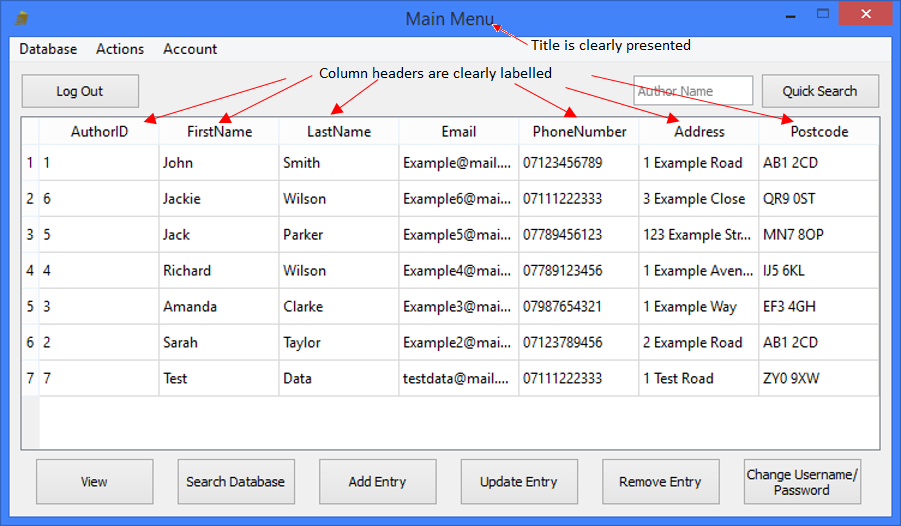 Main Menu
Database Actions Account
Title is clearly presented
Column headers are clearly labelled
Log Out Author Name Quick Search
AuthorID FirstName LastName Email PhoneNumber Address Postcode
1 1 John Smith Example@mail.... 07123456789 1 Example Road AB1 2CD
2 6 Jackie Wilson Example6@mai... 07111222333 3 Example Close QR9 0ST
3 5 Jack Parker Example5@mai... 07789456123 123 Example Str... MN7 8OP
4 4 Richard Wilson Example4@mai... 07789123456 1 Example Aven... IJ5 6KL
5 3 Amanda Clarke Example3@mai... 07987654321 1 Example Way EF3 4GH
6 2 Sarah Taylor Example2@mai... 07123789456 2 Example Road AB1 2CD
7 7 Test Data testdata@mail.... 07111222333 1 Test Road ZY0 9XW
View Search Database Add Entry Update Entry Remove Entry Change Username/
Password